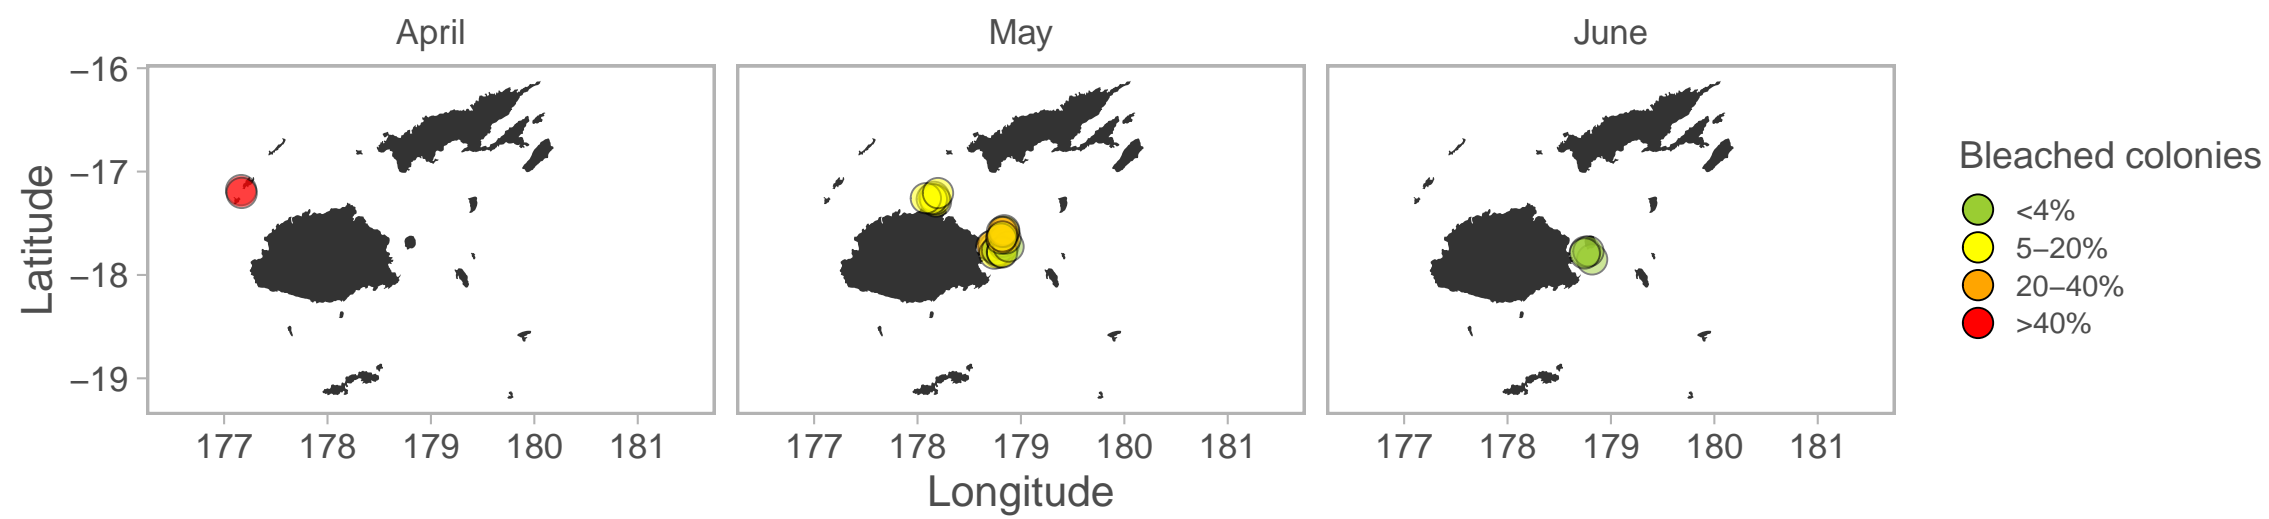 April May June
−16
−17
−18
−19
Latitude
177 178 179 180 181 177 178 179 180 181 177 178 179 180 181
Longitude
Bleached colonies
<4%
5−20%
20−40%
>40%